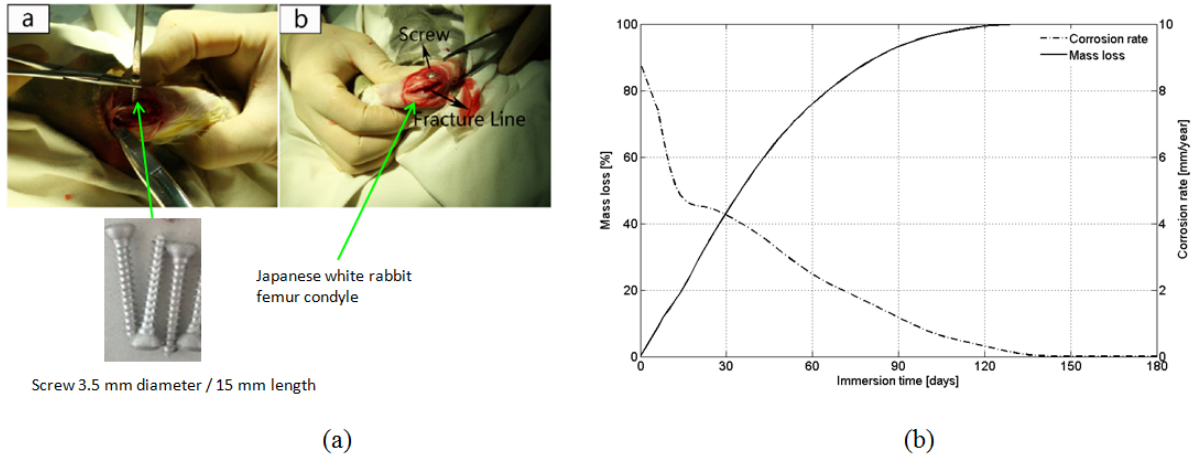 a
b
Screw
Fracture Line
Japanese white rabbit
femur condyle
Screw 3.5 mm diameter / 15 mm length
(a)
Mass loss [%]
100
80
60
40
20
0
Corrosion rate
Mass loss
10
8
6
4
2
0
Corrosion rate [mm/year]
0 30 60 90 120 150 180
Immersion time [days]
(b)